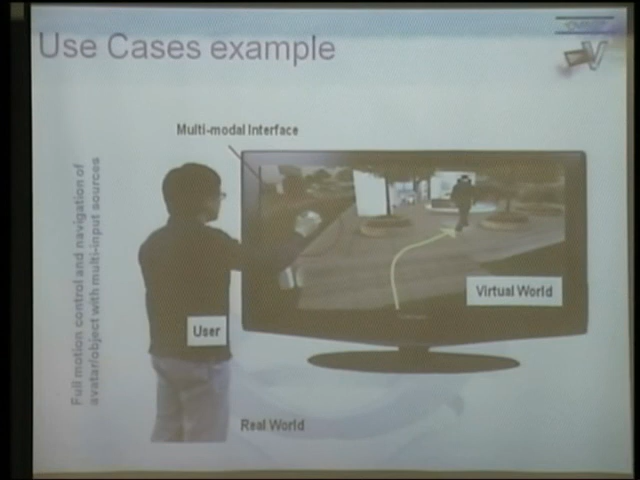 Use Cases example
Multi-modal Interface
Full motion control and navigation of
avatar/object with multi-input sources
Virtual World
User
Real World